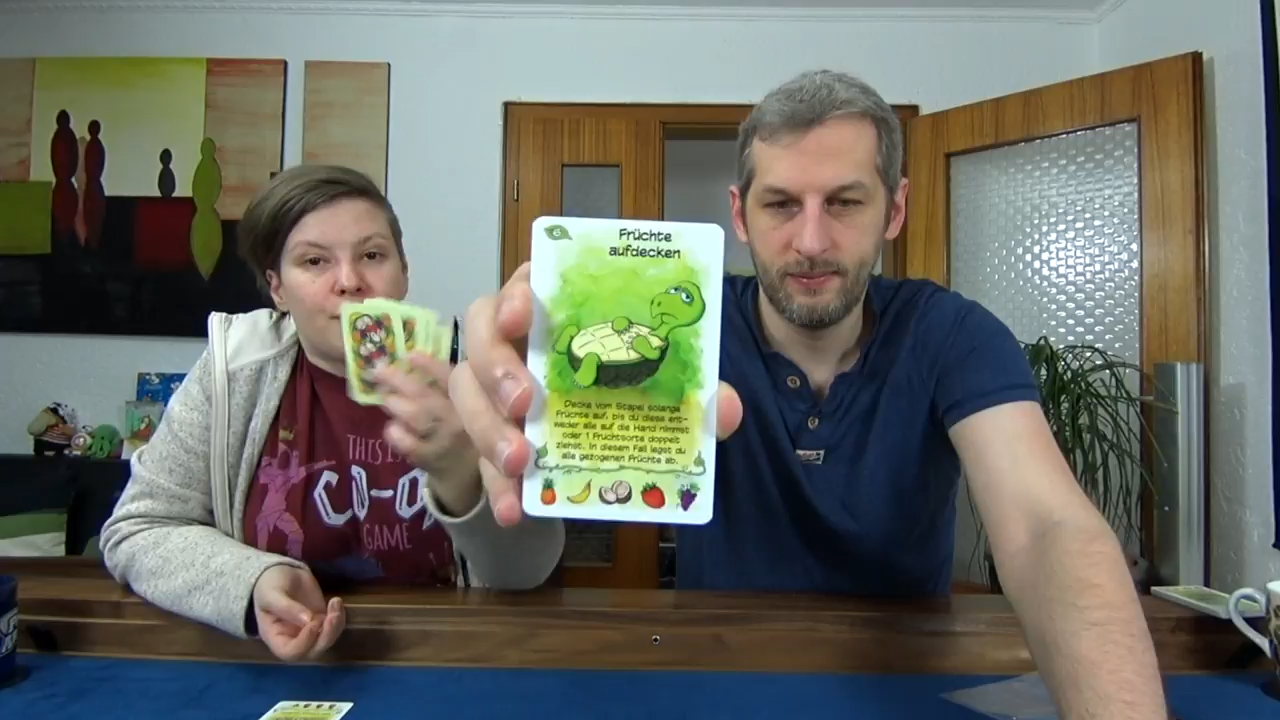 6
Früchte
aufdecken
Decke vom Stapel solange
Früchte auf, bis du diese ent-
weder alle auf die Hand nimmst
oder 1 Fruchtsorte doppelt
ziehst. In diesem Fall legst du
alle gezogenen Früchte ab.
THIS IS
CO-O
GAME